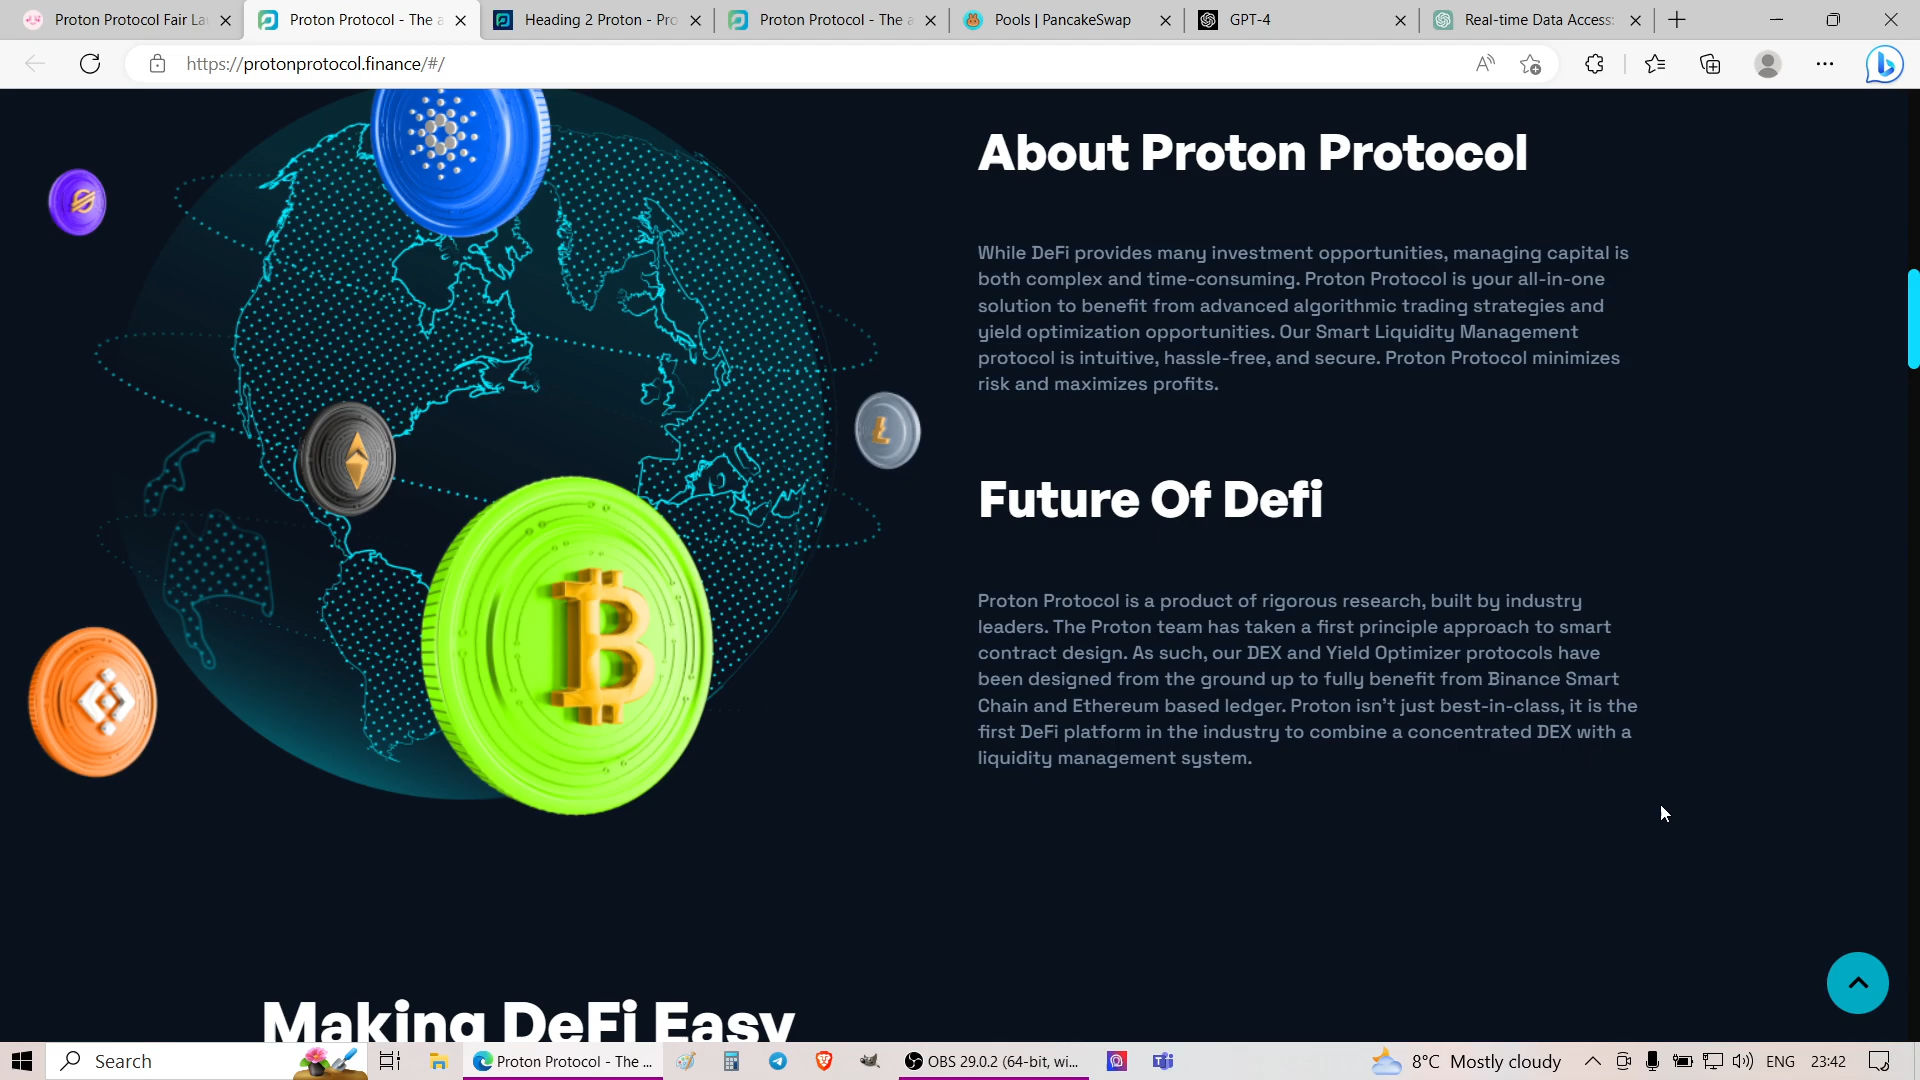 Proton Protocol Fair La
Proton Protocol - The a
Heading 2 Proton - Pro
Proton Protocol - The a
Pools | PancakeSwap
GPT-4
Real-time Data Access:
https://protonprotocol.finance/#/
About Proton Protocol
While DeFi provides many investment opportunities, managing capital is
both complex and time-consuming. Proton Protocol is your all-in-one
solution to benefit from advanced algorithmic trading strategies and
yield optimization opportunities. Our Smart Liquidity Management
protocol is intuitive, hassle-free, and secure. Proton Protocol minimizes
risk and maximizes profits.
Future Of Defi
Proton Protocol is a product of rigorous research, built by industry
leaders. The Proton team has taken a first principle approach to smart
contract design. As such, our DEX and Yield Optimizer protocols have
been designed from the ground up to fully benefit from Binance Smart
Chain and Ethereum based ledger. Proton isn't just best-in-class, it is the
first DeFi platform in the industry to combine a concentrated DEX with a
liquidity management system.
Making DeFi Easy
Search
Proton Protocol - The ...
OBS 29.0.2 (64-bit, wi...
8°C Mostly cloudy
ENG
23:42